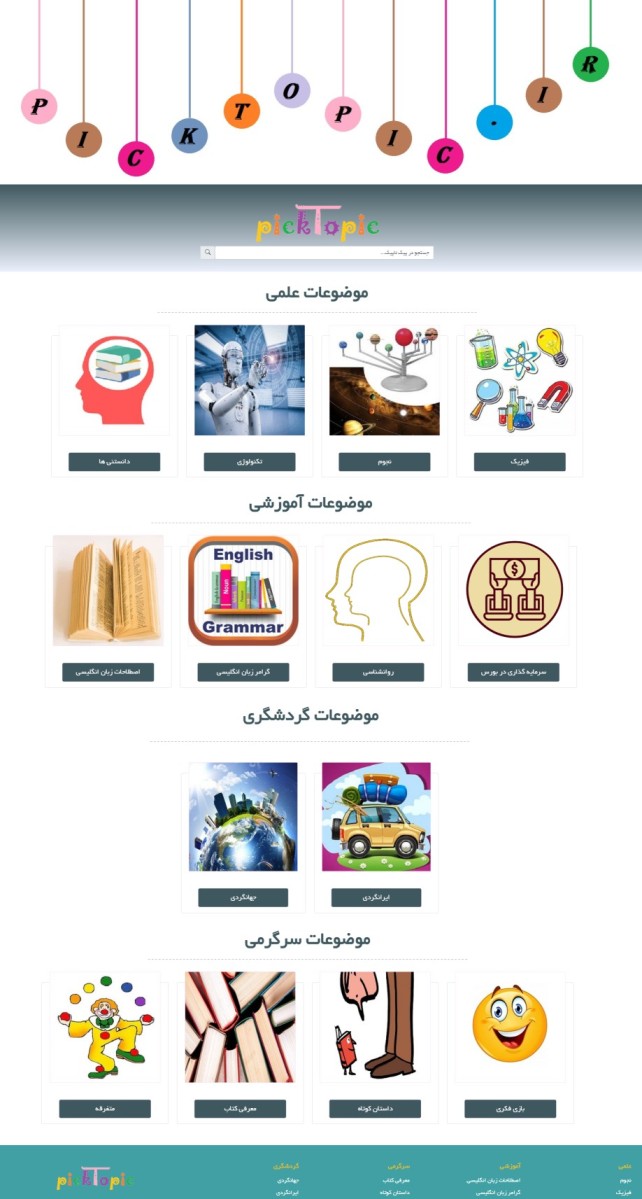 PICKTOPIC.IR
pickTopic
جستجو در پیک تاپیک...
موضوعات علمی
فیزیک
نجوم
تکنولوژی
دانستنی ها
موضوعات آموزشی
English
Grammar
سرمایه گذاری در بورس
روانشناسی
گرامر زبان انگلیسی
اصطلاحات زبان انگلیسی
موضوعات گردشگری
ایرانگردی
جهانگردی
موضوعات سرگرمی
بازی فکری
داستان کوتاه
معرفی کتاب
متفرقه
علمی
نجوم
فیزیک
آموزشی
اصطلاحات زبان انگلیسی
گرامر زبان انگلیسی
سرگرمی
معرفی کتاب
داستان کوتاه
گردشگری
جهانگردی
ایرانگردی
pickTopic